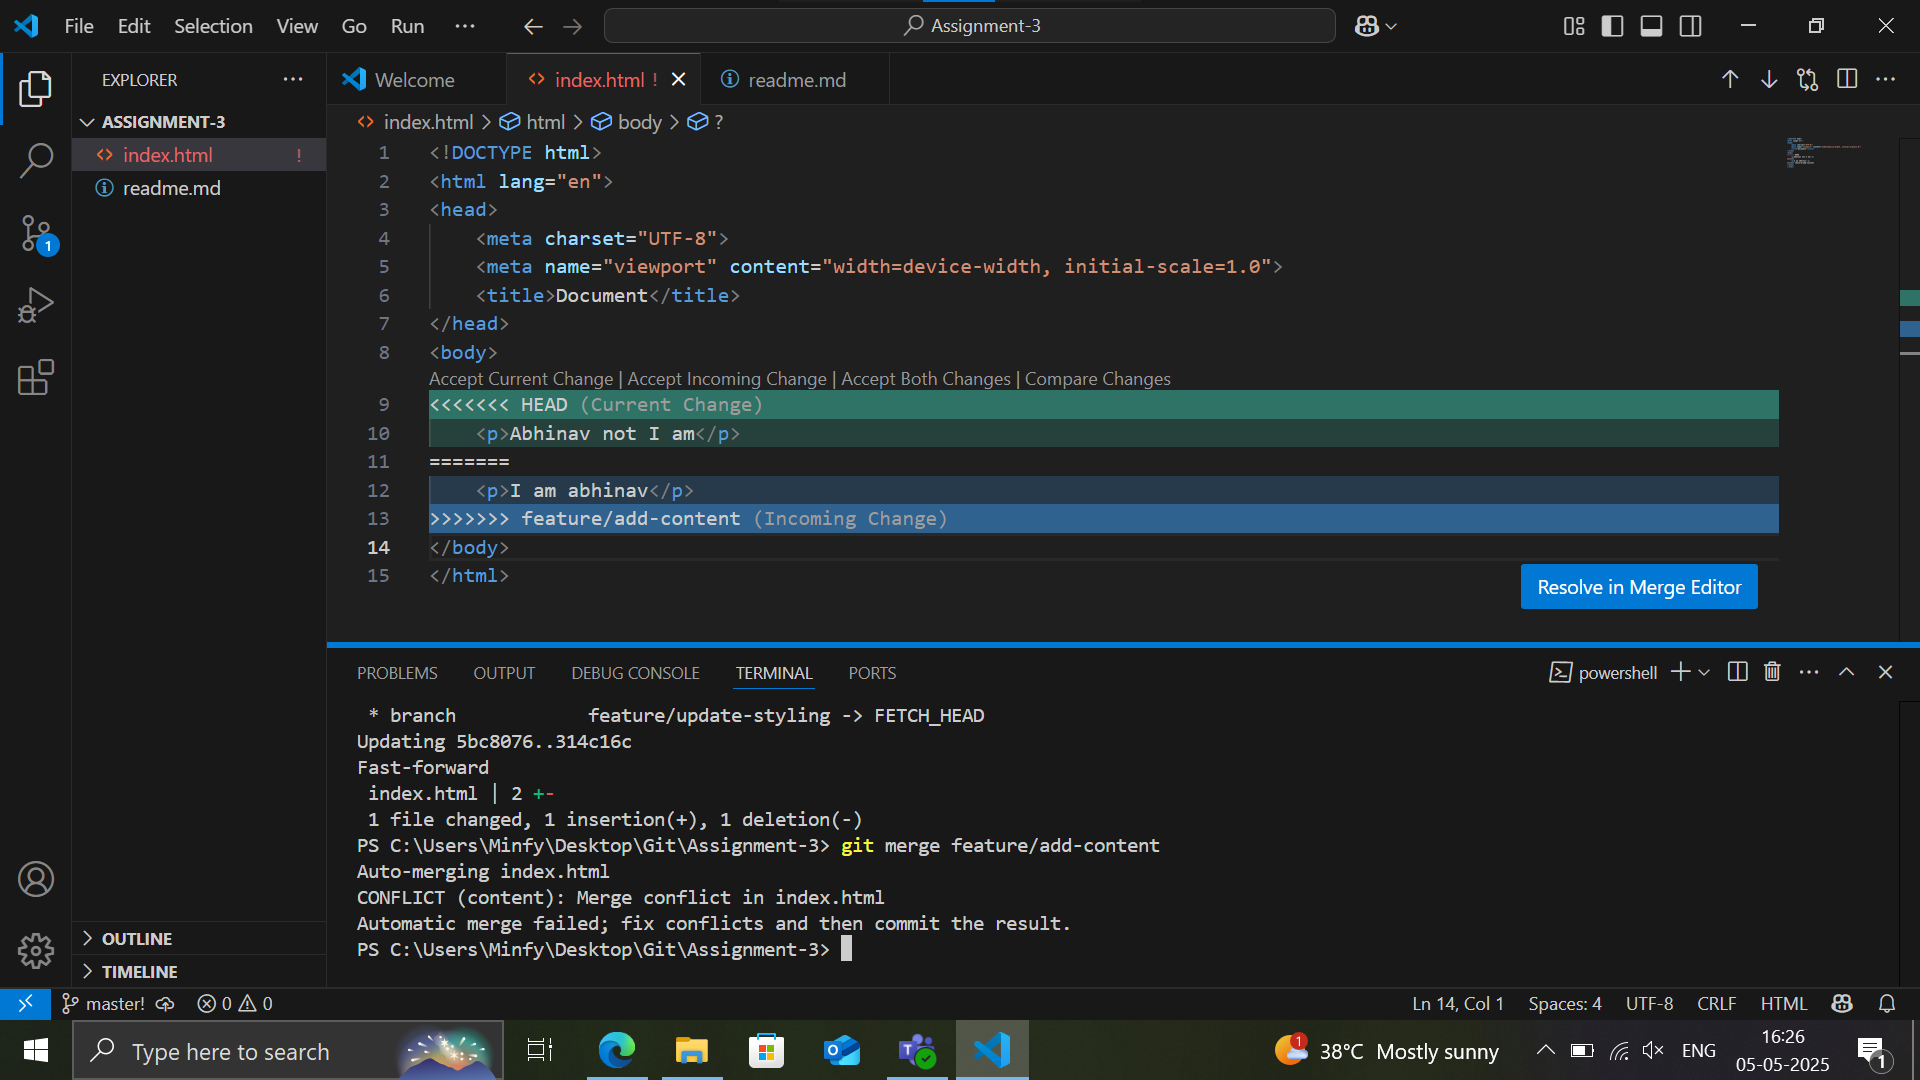 File Edit Selection View Go Run ··· Assignment-3
EXPLORER ···
ASSIGNMENT-3
index.html !
readme.md
1
OUTLINE
TIMELINE
Welcome index.html ! readme.md
index.html > html > body > ?
1 <!DOCTYPE html>
2 <html lang="en">
3 <head>
4 <meta charset="UTF-8">
5 <meta name="viewport" content="width=device-width, initial-scale=1.0">
6 <title>Document</title>
7 </head>
8 <body>
Accept Current Change | Accept Incoming Change | Accept Both Changes | Compare Changes
9 <<<<<<< HEAD (Current Change)
10 <p>Abhinav not I am</p>
11 =======
12 <p>I am abhinav</p>
13 >>>>>>> feature/add-content (Incoming Change)
14 </body>
15 </html>
Resolve in Merge Editor
PROBLEMS OUTPUT DEBUG CONSOLE TERMINAL PORTS powershell
* branch feature/update-styling -> FETCH_HEAD
Updating 5bc8076..314c16c
Fast-forward
index.html | 2 +-
1 file changed, 1 insertion(+), 1 deletion(-)
PS C:\Users\Minfy\Desktop\Git\Assignment-3> git merge feature/add-content
Auto-merging index.html
CONFLICT (content): Merge conflict in index.html
Automatic merge failed; fix conflicts and then commit the result.
PS C:\Users\Minfy\Desktop\Git\Assignment-3>
master! 0 0 Ln 14, Col 1 Spaces: 4 UTF-8 CRLF HTML
Type here to search 1 38°C Mostly sunny ENG 16:26
05-05-2025 1